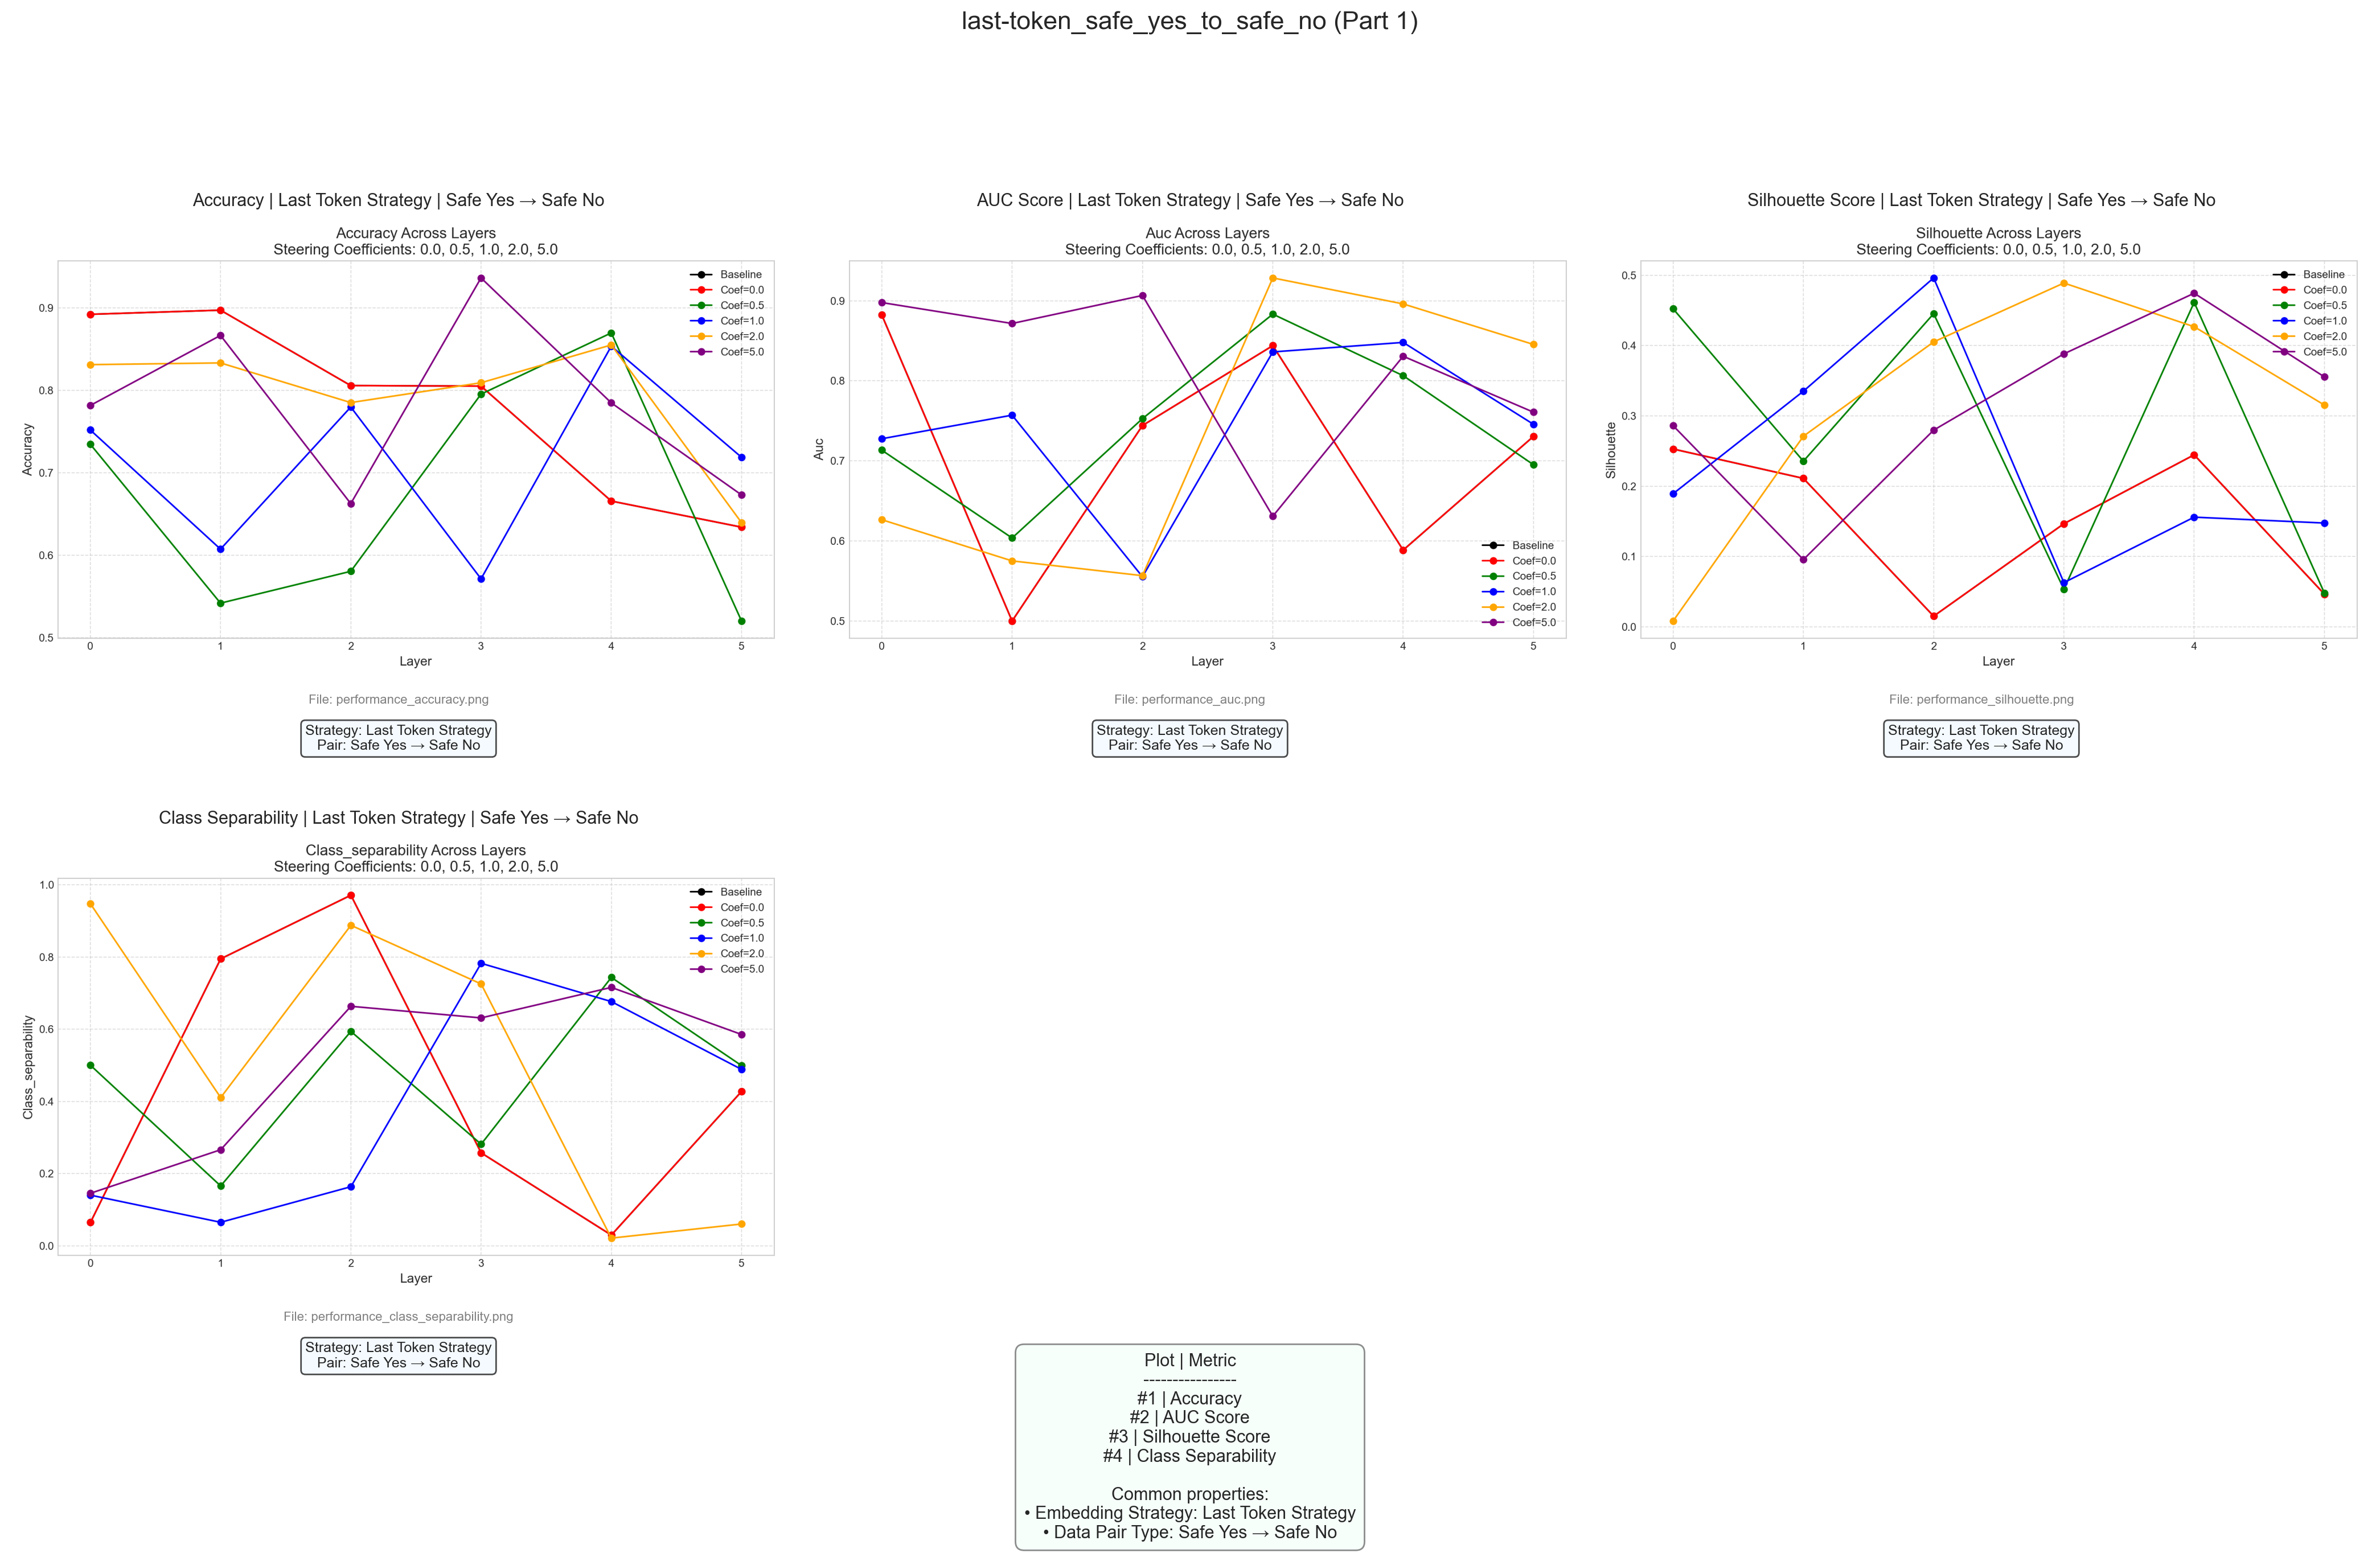 last-token_safe_yes_to_safe_no (Part 1)
Accuracy | Last Token Strategy | Safe Yes → Safe No
Accuracy Across Layers
Steering Coefficients: 0.0, 0.5, 1.0, 2.0, 5.0
0.9
0.8
0.7
0.6
0.5
Accuracy
0
1
2
3
4
5
Layer
Baseline
Coef=0.0
Coef=0.5
Coef=1.0
Coef=2.0
Coef=5.0
File: performance_accuracy.png
Strategy: Last Token Strategy
Pair: Safe Yes → Safe No
AUC Score | Last Token Strategy | Safe Yes → Safe No
Auc Across Layers
Steering Coefficients: 0.0, 0.5, 1.0, 2.0, 5.0
0.9
0.8
0.7
0.6
0.5
Auc
0
1
2
3
4
5
Layer
Baseline
Coef=0.0
Coef=0.5
Coef=1.0
Coef=2.0
Coef=5.0
File: performance_auc.png
Strategy: Last Token Strategy
Pair: Safe Yes → Safe No
Silhouette Score | Last Token Strategy | Safe Yes → Safe No
Silhouette Across Layers
Steering Coefficients: 0.0, 0.5, 1.0, 2.0, 5.0
0.5
0.4
0.3
0.2
0.1
0.0
Silhouette
0
1
2
3
4
5
Layer
Baseline
Coef=0.0
Coef=0.5
Coef=1.0
Coef=2.0
Coef=5.0
File: performance_silhouette.png
Strategy: Last Token Strategy
Pair: Safe Yes → Safe No
Class Separability | Last Token Strategy | Safe Yes → Safe No
Class_separability Across Layers
Steering Coefficients: 0.0, 0.5, 1.0, 2.0, 5.0
1.0
0.8
0.6
0.4
0.2
0.0
Class_separability
0
1
2
3
4
5
Layer
Baseline
Coef=0.0
Coef=0.5
Coef=1.0
Coef=2.0
Coef=5.0
File: performance_class_separability.png
Strategy: Last Token Strategy
Pair: Safe Yes → Safe No
Plot | Metric
----------------
#1 | Accuracy
#2 | AUC Score
#3 | Silhouette Score
#4 | Class Separability
Common properties:
• Embedding Strategy: Last Token Strategy
• Data Pair Type: Safe Yes → Safe No